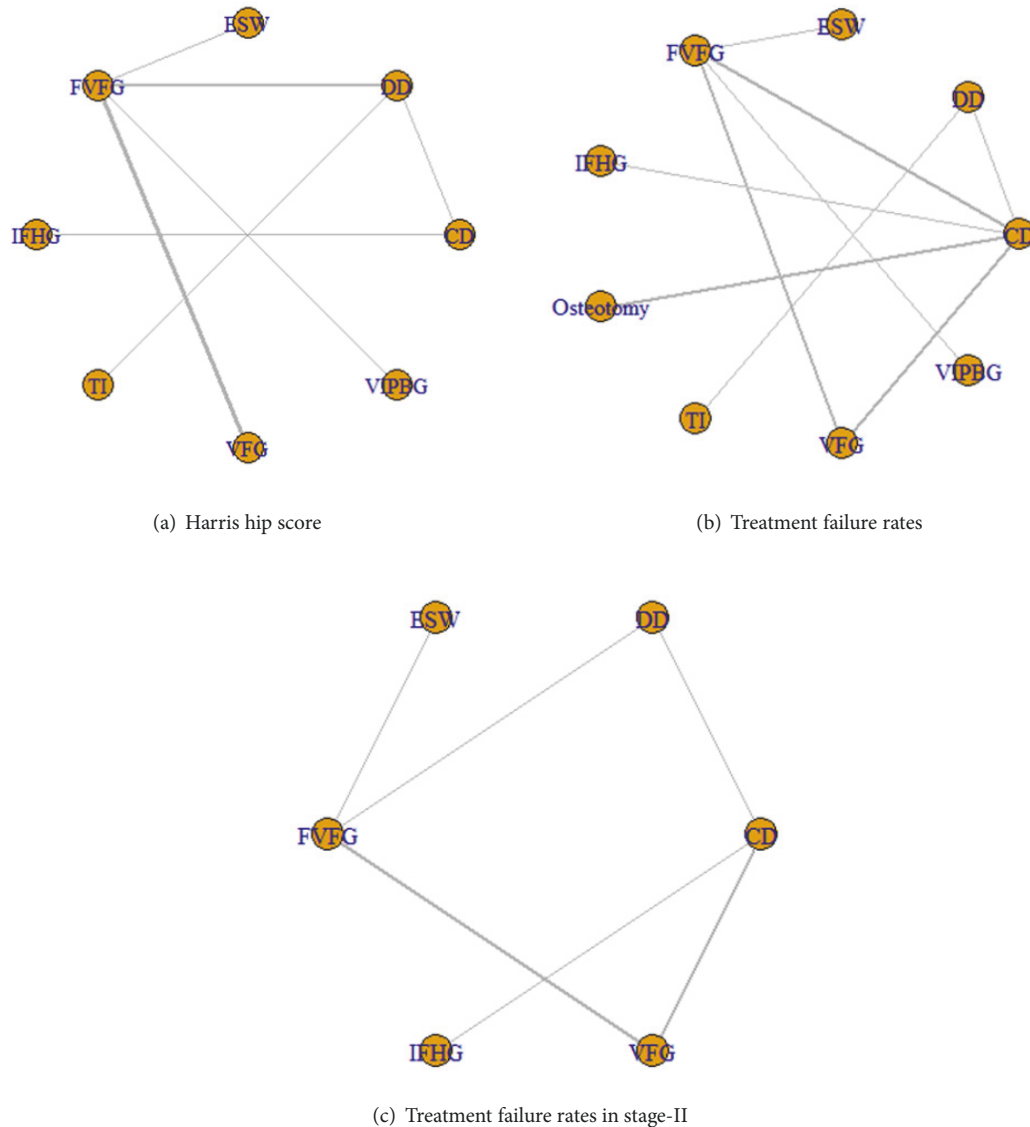 ESW
FVFG
DD
IFHG
CD
TI
VIPBG
VFG
(a) Harris hip score
ESW
FVFG
DD
IFHG
CD
Osteotomy
VIPBG
TI
VFG
(b) Treatment failure rates
ESW
DD
FVFG
CD
IFHG
VFG
(c) Treatment failure rates in stage-II